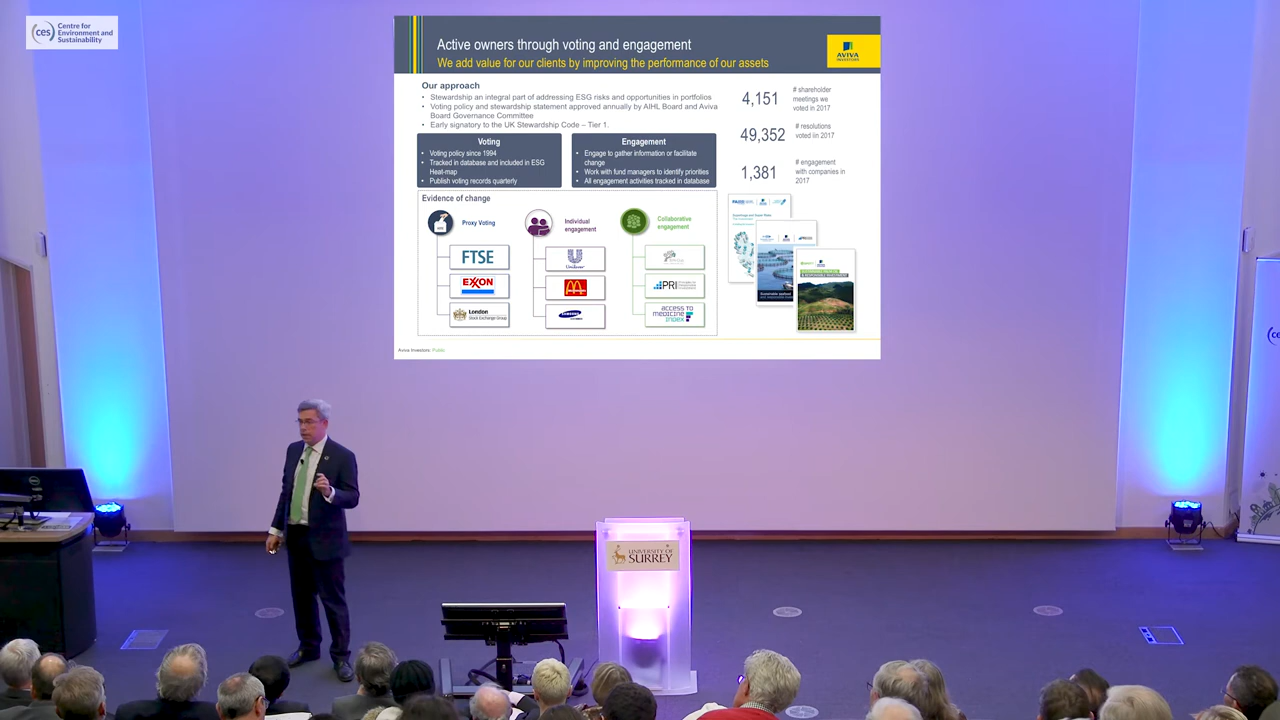 ces
Centre for
Environment and
Sustainability
Active owners through voting and engagement
We add value for our clients by improving the performance of our assets
AVIVA
INVESTORS
Our approach
• Stewardship an integral part of addressing ESG risks and opportunities in portfolios
• Voting policy and stewardship statement approved annually by AIHL Board and Aviva
Board Governance Committee
• Early signatory to the UK Stewardship Code – Tier 1.
4,151
# shareholder
meetings we
voted in 2017
49,352
# resolutions
voted iin 2017
1,381
# engagement
with companies in
2017
Voting
• Voting policy since 1994
• Tracked in database and included in ESG
Heat-map
• Publish voting records quarterly
Engagement
• Engage to gather information or facilitate
change
• Work with fund managers to identify priorities
• All engagement activities tracked in database
Evidence of change
Proxy Voting
Individual
engagement
Collaborative
engagement
FTSE
EXXON
London
Stock Exchange Group
Unilever
M
SAMSUNG
PRI
access to
medicine
index
Aviva Investors: Public
DELL
UNIVERSITY OF
SURREY